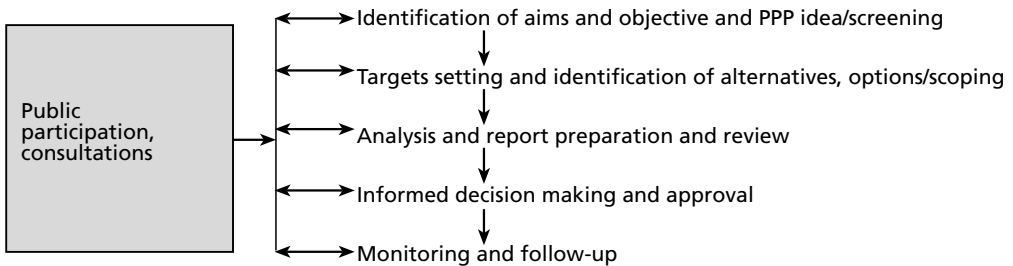 Identification of aims and objective and PPP idea/screening
Targets setting and identification of alternatives, options/scoping
Public
participation,
consultations
Analysis and report preparation and review
Informed decision making and approval
Monitoring and follow-up